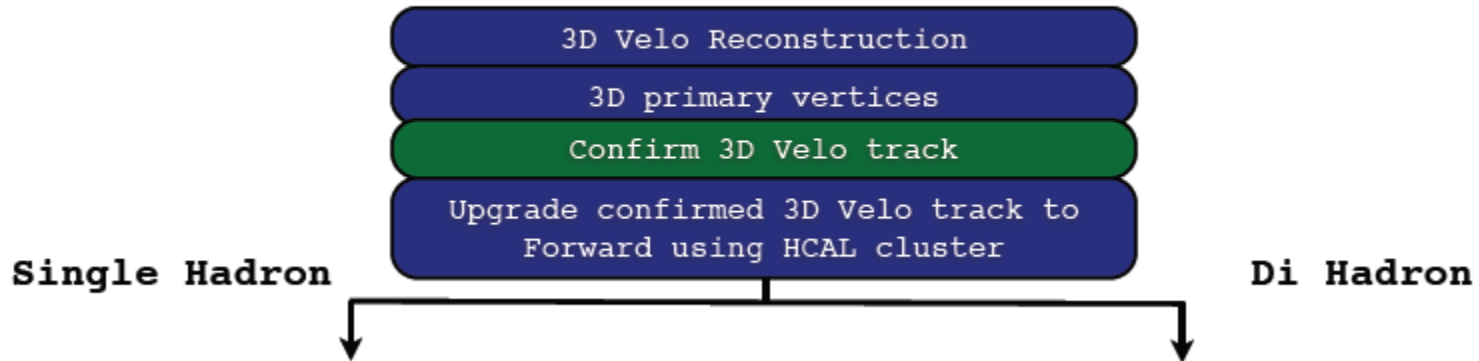 3D Velo Reconstruction
3D primary vertices
Confirm 3D Velo track
Upgrade confirmed 3D Velo track to
Forward using HCAL cluster
Single Hadron
Di Hadron